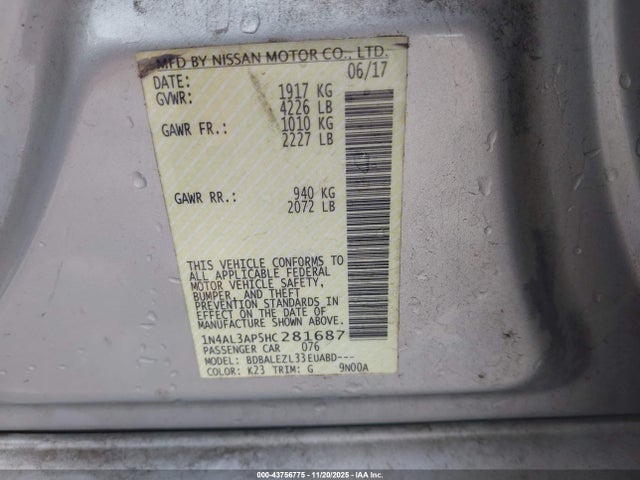 MFD BY NISSAN MOTOR CO., LTD.
DATE: 06/17
GVWR: 1917 KG
4226 LB
GAWR FR.: 1010 KG
2227 LB
GAWR RR.: 940 KG
2072 LB
THIS VEHICLE CONFORMS TO
ALL APPLICABLE FEDERAL
MOTOR VEHICLE SAFETY,
BUMPER, AND THEFT
PREVENTION STANDARDS IN
EFFECT ON THE DATE OF
MANUFACTURE SHOWN ABOVE.
1N4AL3AP5HC281687
PASSENGER CAR 076
MODEL: BDBALEZL33EUABD---
COLOR: K23 TRIM: G 9N00A
000-43756775 — 11/20/2025 — IAA Inc.